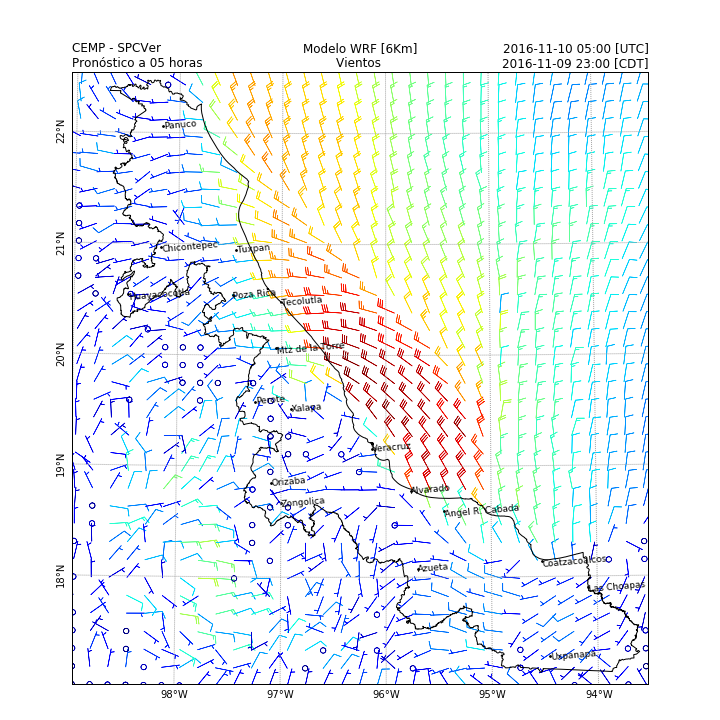 CEMP - SPCVer Modelo WRF [6Km] 2016-11-10 05:00 [UTC]
Pronóstico a 05 horas Vientos 2016-11-09 23:00 [CDT]
22°N
Panuco
21°N
Chicontepec
Tuxpan
Huayacocotla
Poza Rica
Tecolutla
20°N
Mtz de la Torre
Perote
Xalapa
Veracruz
19°N
Orizaba
Alvarado
Zongolica
Angel R. Cabada
18°N
Azueta
Coatzacoalcos
Las Choapas
Uxpanapa
98°W 97°W 96°W 95°W 94°W